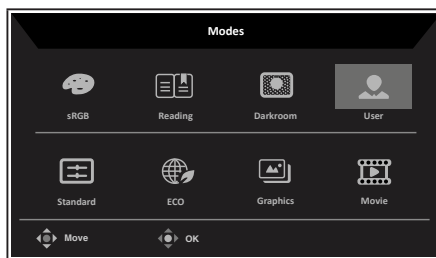 Modes
sRGB Reading Darkroom User
Standard ECO Graphics Movie
Move OK